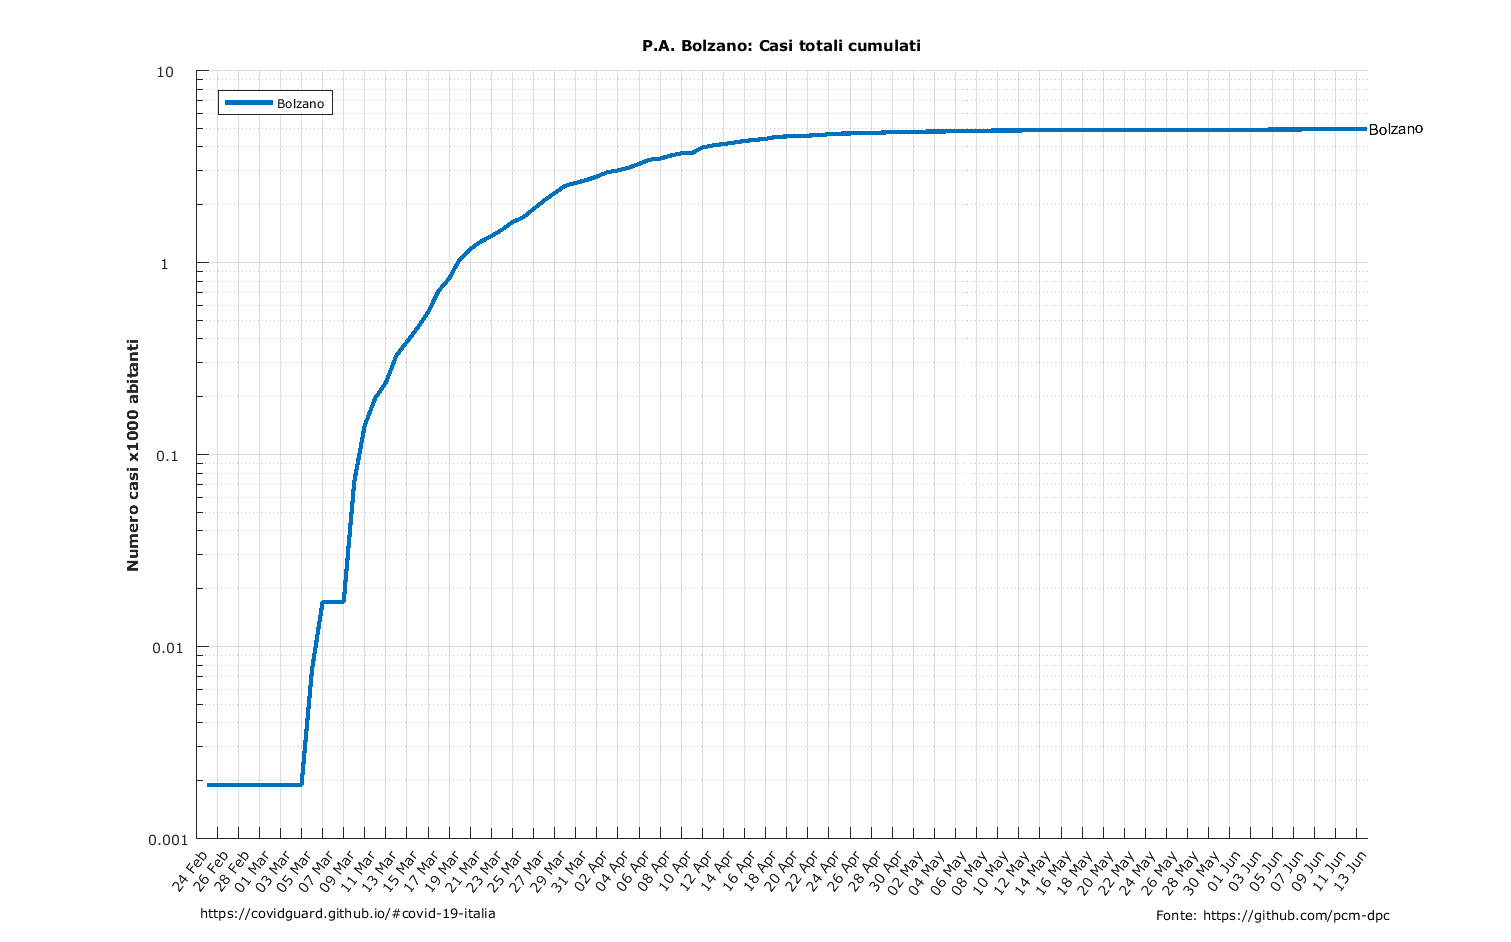 P.A. Bolzano: Casi totali cumulati
10
1
0.1
0.01
0.001
Numero casi x1000 abitanti
Bolzano
Bolzano
24 Feb
26 Feb
28 Feb
01 Mar
03 Mar
05 Mar
07 Mar
09 Mar
11 Mar
13 Mar
15 Mar
17 Mar
19 Mar
21 Mar
23 Mar
25 Mar
27 Mar
29 Mar
31 Mar
02 Apr
04 Apr
06 Apr
08 Apr
10 Apr
12 Apr
14 Apr
16 Apr
18 Apr
20 Apr
22 Apr
24 Apr
26 Apr
28 Apr
30 Apr
02 May
04 May
06 May
08 May
10 May
12 May
14 May
16 May
18 May
20 May
22 May
24 May
26 May
28 May
30 May
01 Jun
03 Jun
05 Jun
07 Jun
09 Jun
11 Jun
13 Jun
https://covidguard.github.io/#covid-19-italia
Fonte: https://github.com/pcm-dpc